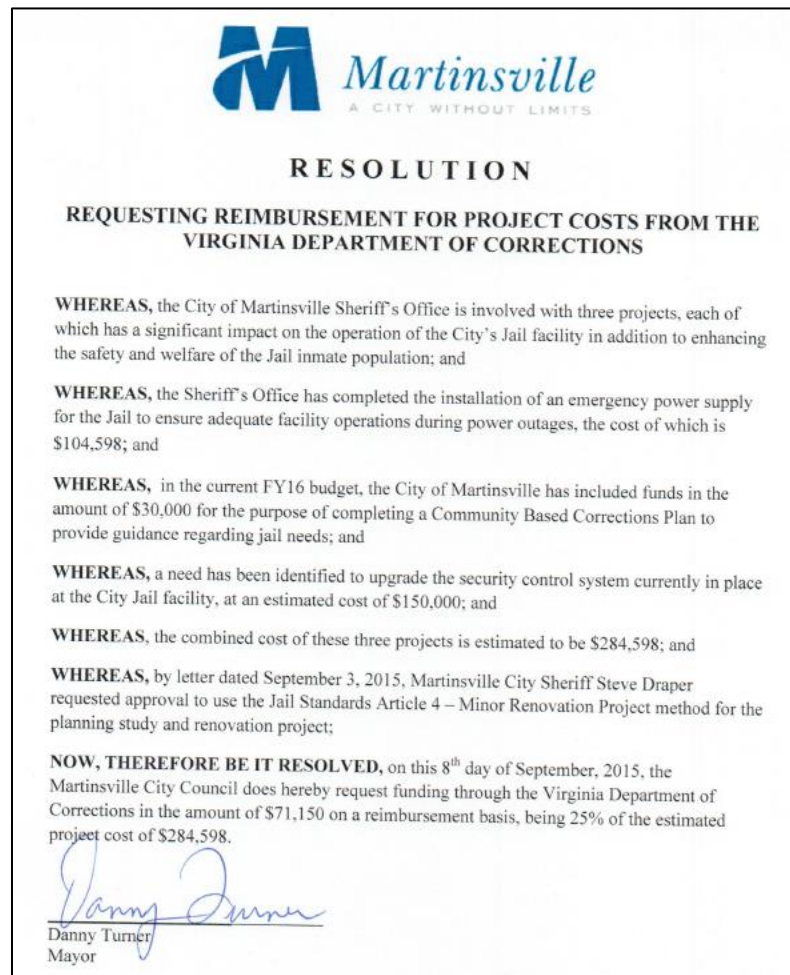 Martinsville
A CITY WITHOUT LIMITS
RESOLUTION
REQUESTING REIMBURSEMENT FOR PROJECT COSTS FROM THE
VIRGINIA DEPARTMENT OF CORRECTIONS
WHEREAS, the City of Martinsville Sheriff's Office is involved with three projects, each of
which has a significant impact on the operation of the City's Jail facility in addition to enhancing
the safety and welfare of the Jail inmate population; and
WHEREAS, the Sheriff's Office has completed the installation of an emergency power supply
for the Jail to ensure adequate facility operations during power outages, the cost of which is
$104,598; and
WHEREAS, in the current FY16 budget, the City of Martinsville has included funds in the
amount of $30,000 for the purpose of completing a Community Based Corrections Plan to
provide guidance regarding jail needs; and
WHEREAS, a need has been identified to upgrade the security control system currently in place
at the City Jail facility, at an estimated cost of $150,000; and
WHEREAS, the combined cost of these three projects is estimated to be $284,598; and
WHEREAS, by letter dated September 3, 2015, Martinsville City Sheriff Steve Draper
requested approval to use the Jail Standards Article 4 – Minor Renovation Project method for the
planning study and renovation project;
NOW, THEREFORE BE IT RESOLVED, on this 8th day of September, 2015, the
Martinsville City Council does hereby request funding through the Virginia Department of
Corrections in the amount of $71,150 on a reimbursement basis, being 25% of the estimated
project cost of $284,598.
Danny Turner
Danny Turner
Mayor